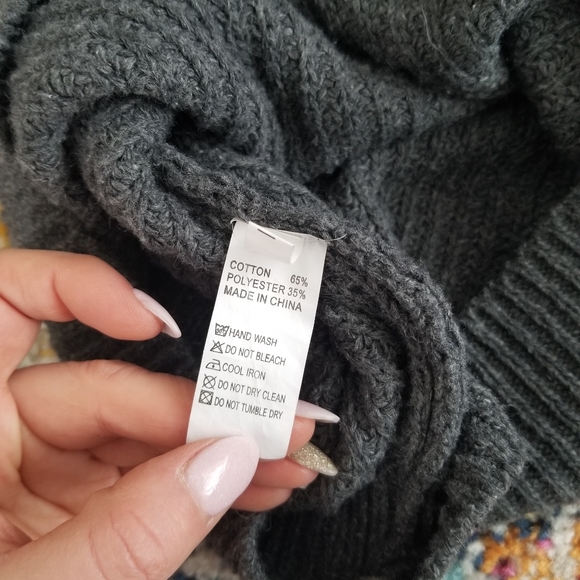 COTTON 65%
POLYESTER 35%
MADE IN CHINA
HAND WASH
DO NOT BLEACH
COOL IRON
DO NOT DRY CLEAN
DO NOT TUMBLE DRY